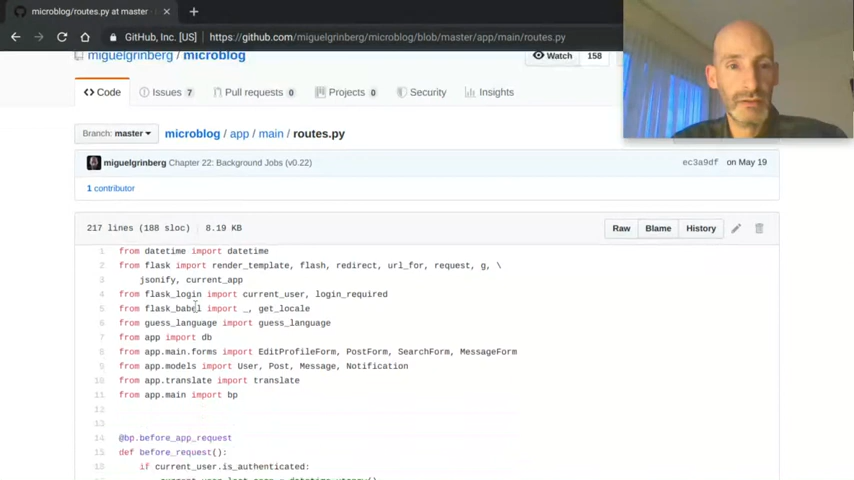 microblog/routes.py at master
GitHub, Inc. [US]
https://github.com/miguelgrinberg/microblog/blob/master/app/main/routes.py
miguelgrinberg / microblog
Watch 158
Code
Issues 7
Pull requests 0
Projects 0
Security
Insights
Branch: master
microblog / app / main / routes.py
miguelgrinberg Chapter 22: Background Jobs (v0.22)
ec3a9df on May 19
1 contributor
217 lines (188 sloc) 8.19 KB
Raw Blame History
1 from datetime import datetime
2 from flask import render_template, flash, redirect, url_for, request, g, \
3 jsonify, current_app
4 from flask_login import current_user, login_required
5 from flask_babel import _, get_locale
6 from guess_language import guess_language
7 from app import db
8 from app.main.forms import EditProfileForm, PostForm, SearchForm, MessageForm
9 from app.models import User, Post, Message, Notification
10 from app.translate import translate
11 from app.main import bp
12
13
14 @bp.before_app_request
15 def before_request():
16 if current_user.is_authenticated: